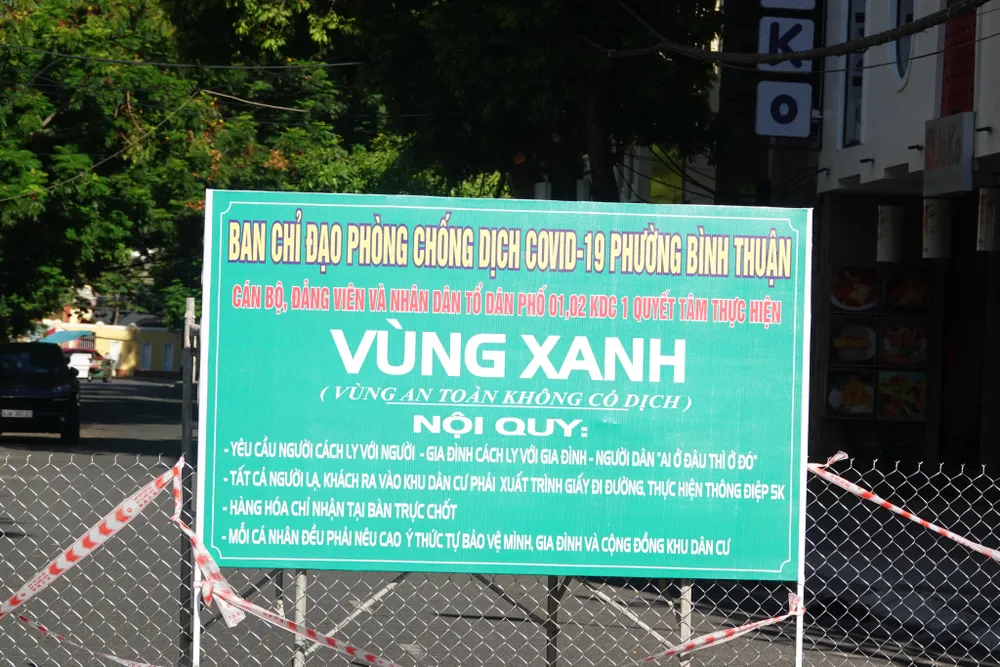 KO
JoKo
BAN CHỈ ĐẠO PHÒNG CHỐNG DỊCH COVID-19 PHƯỜNG BÌNH THUẬN
CÁN BỘ, ĐẢNG VIÊN VÀ NHÂN DÂN TỔ DÂN PHỐ 01,02 KDC 1 QUYẾT TÂM THỰC HIỆN
VÙNG XANH
( VÙNG AN TOÀN KHÔNG CÓ DỊCH )
NỘI QUY:
- YÊU CẦU NGƯỜI CÁCH LY VỚI NGƯỜI - GIA ĐÌNH CÁCH LY VỚI GIA ĐÌNH - NGƯỜI DÂN "AI Ở ĐÂU THÌ Ở ĐÓ"
- TẤT CẢ NGƯỜI LẠ, KHÁCH RA VÀO KHU DÂN CƯ PHẢI XUẤT TRÌNH GIẤY ĐI ĐƯỜNG, THỰC HIỆN THÔNG ĐIỆP 5K
- HÀNG HÓA CHỈ NHẬN TẠI BÀN TRỰC CHỐT
- MỖI CÁ NHÂN ĐỀU PHẢI NÊU CAO Ý THỨC TỰ BẢO VỆ MÌNH, GIA ĐÌNH VÀ CỘNG ĐỒNG KHU DÂN CƯ